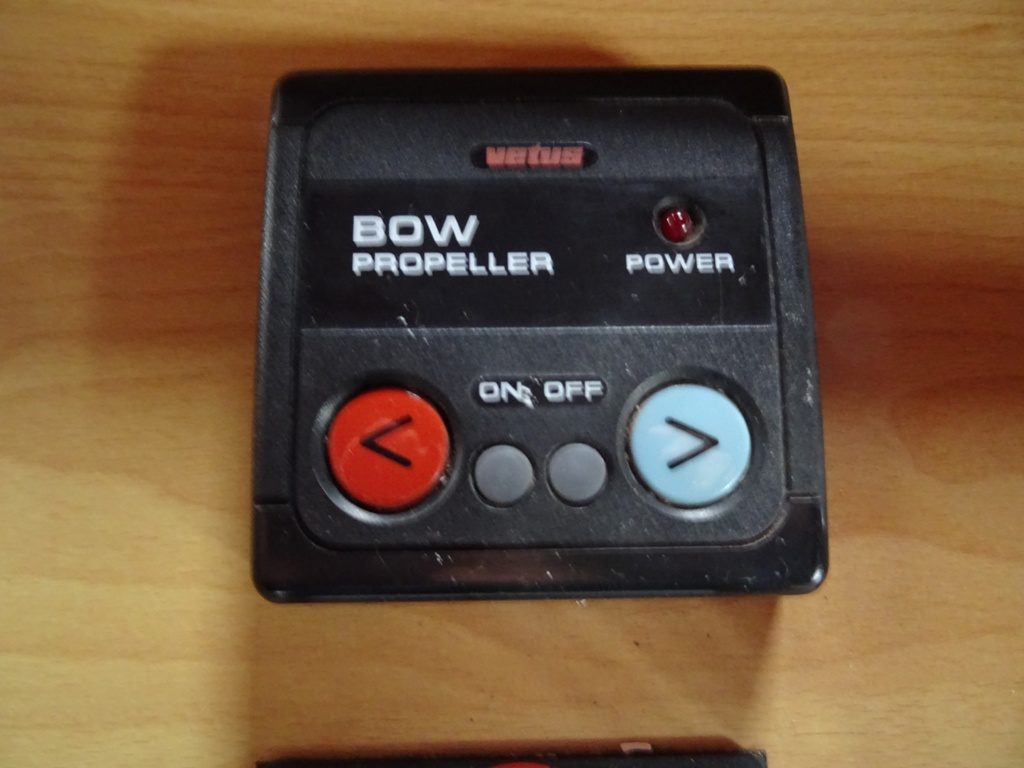 vetus
BOW
PROPELLER
POWER
ON OFF
< >